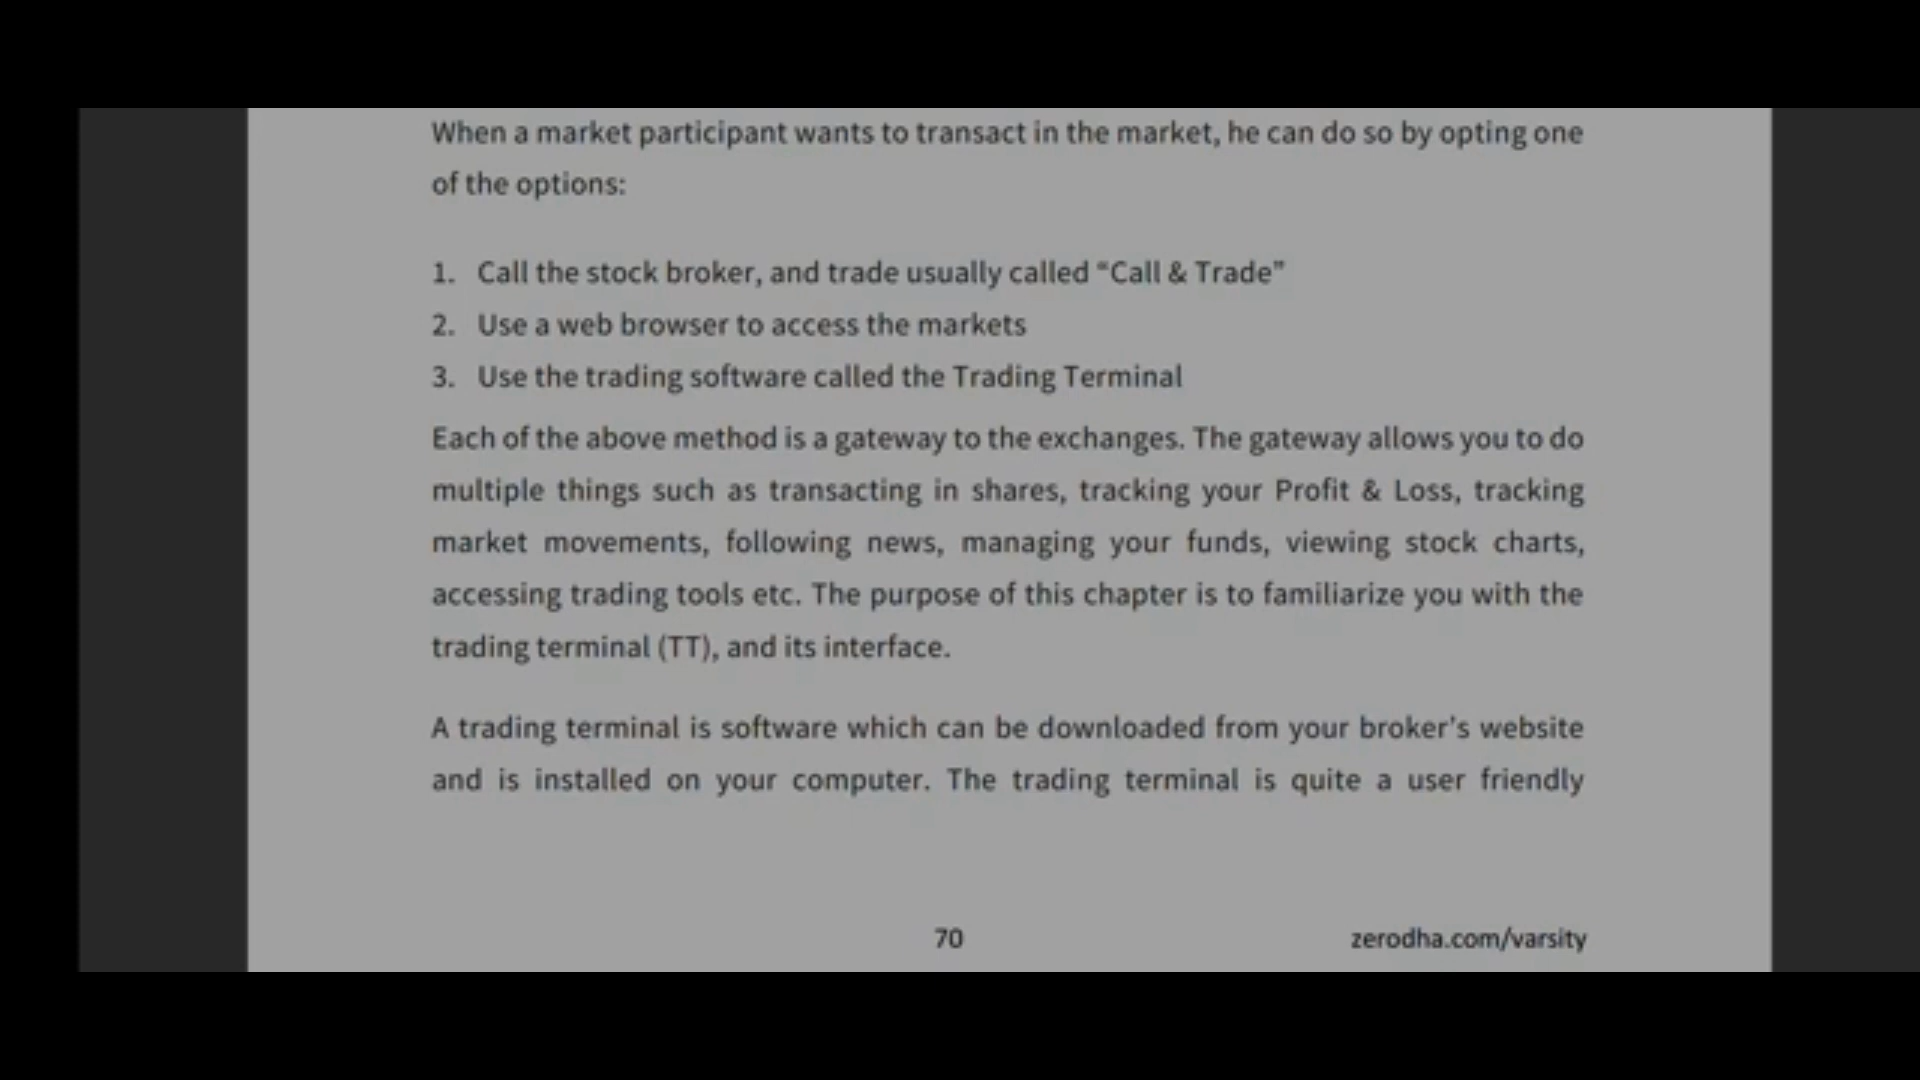 When a market participant wants to transact in the market, he can do so by opting one
of the options:
1. Call the stock broker, and trade usually called “Call & Trade”
2. Use a web browser to access the markets
3. Use the trading software called the Trading Terminal
Each of the above method is a gateway to the exchanges. The gateway allows you to do
multiple things such as transacting in shares, tracking your Profit & Loss, tracking
market movements, following news, managing your funds, viewing stock charts,
accessing trading tools etc. The purpose of this chapter is to familiarize you with the
trading terminal (TT), and its interface.
A trading terminal is software which can be downloaded from your broker's website
and is installed on your computer. The trading terminal is quite a user friendly
70 zerodha.com/varsity